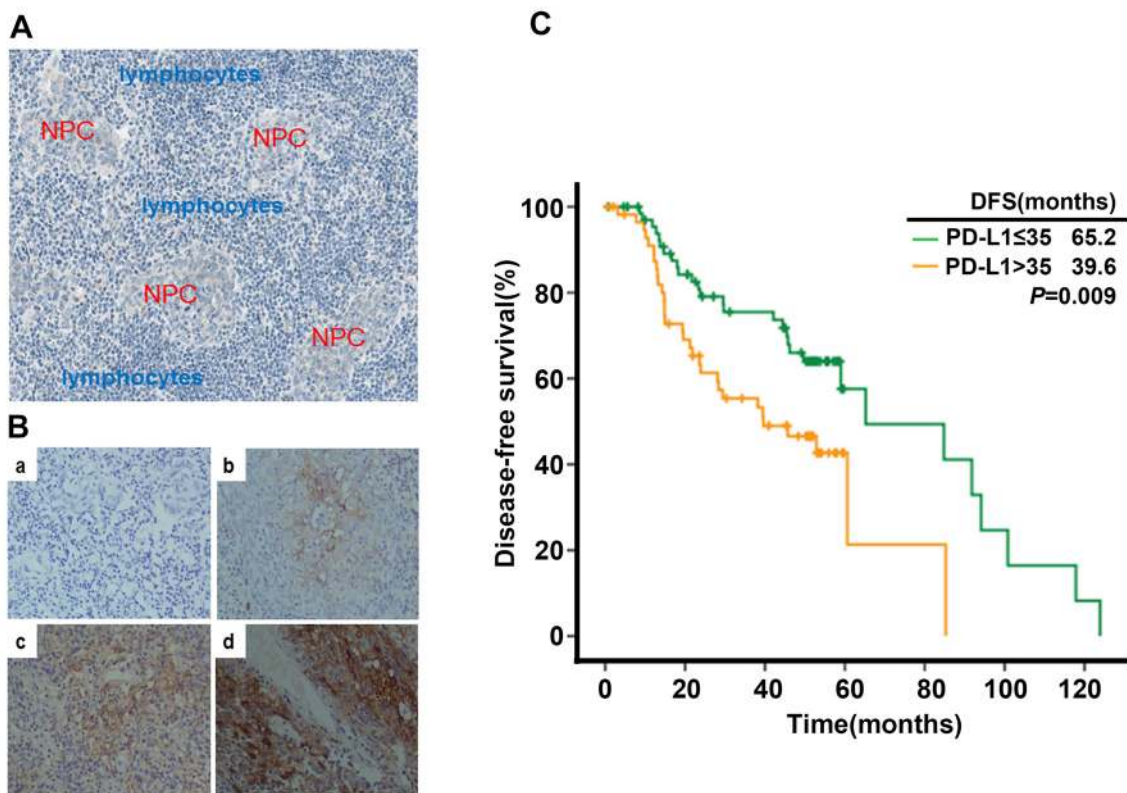 A
lymphocytes
NPC
NPC
lymphocytes
NPC
NPC
lymphocytes
B
a
b
c
d
C
DFS(months)
PD-L1≤35 65.2
PD-L1>35 39.6
P=0.009
Disease-free survival(%)
100
80
60
40
20
0
0 20 40 60 80 100 120
Time(months)